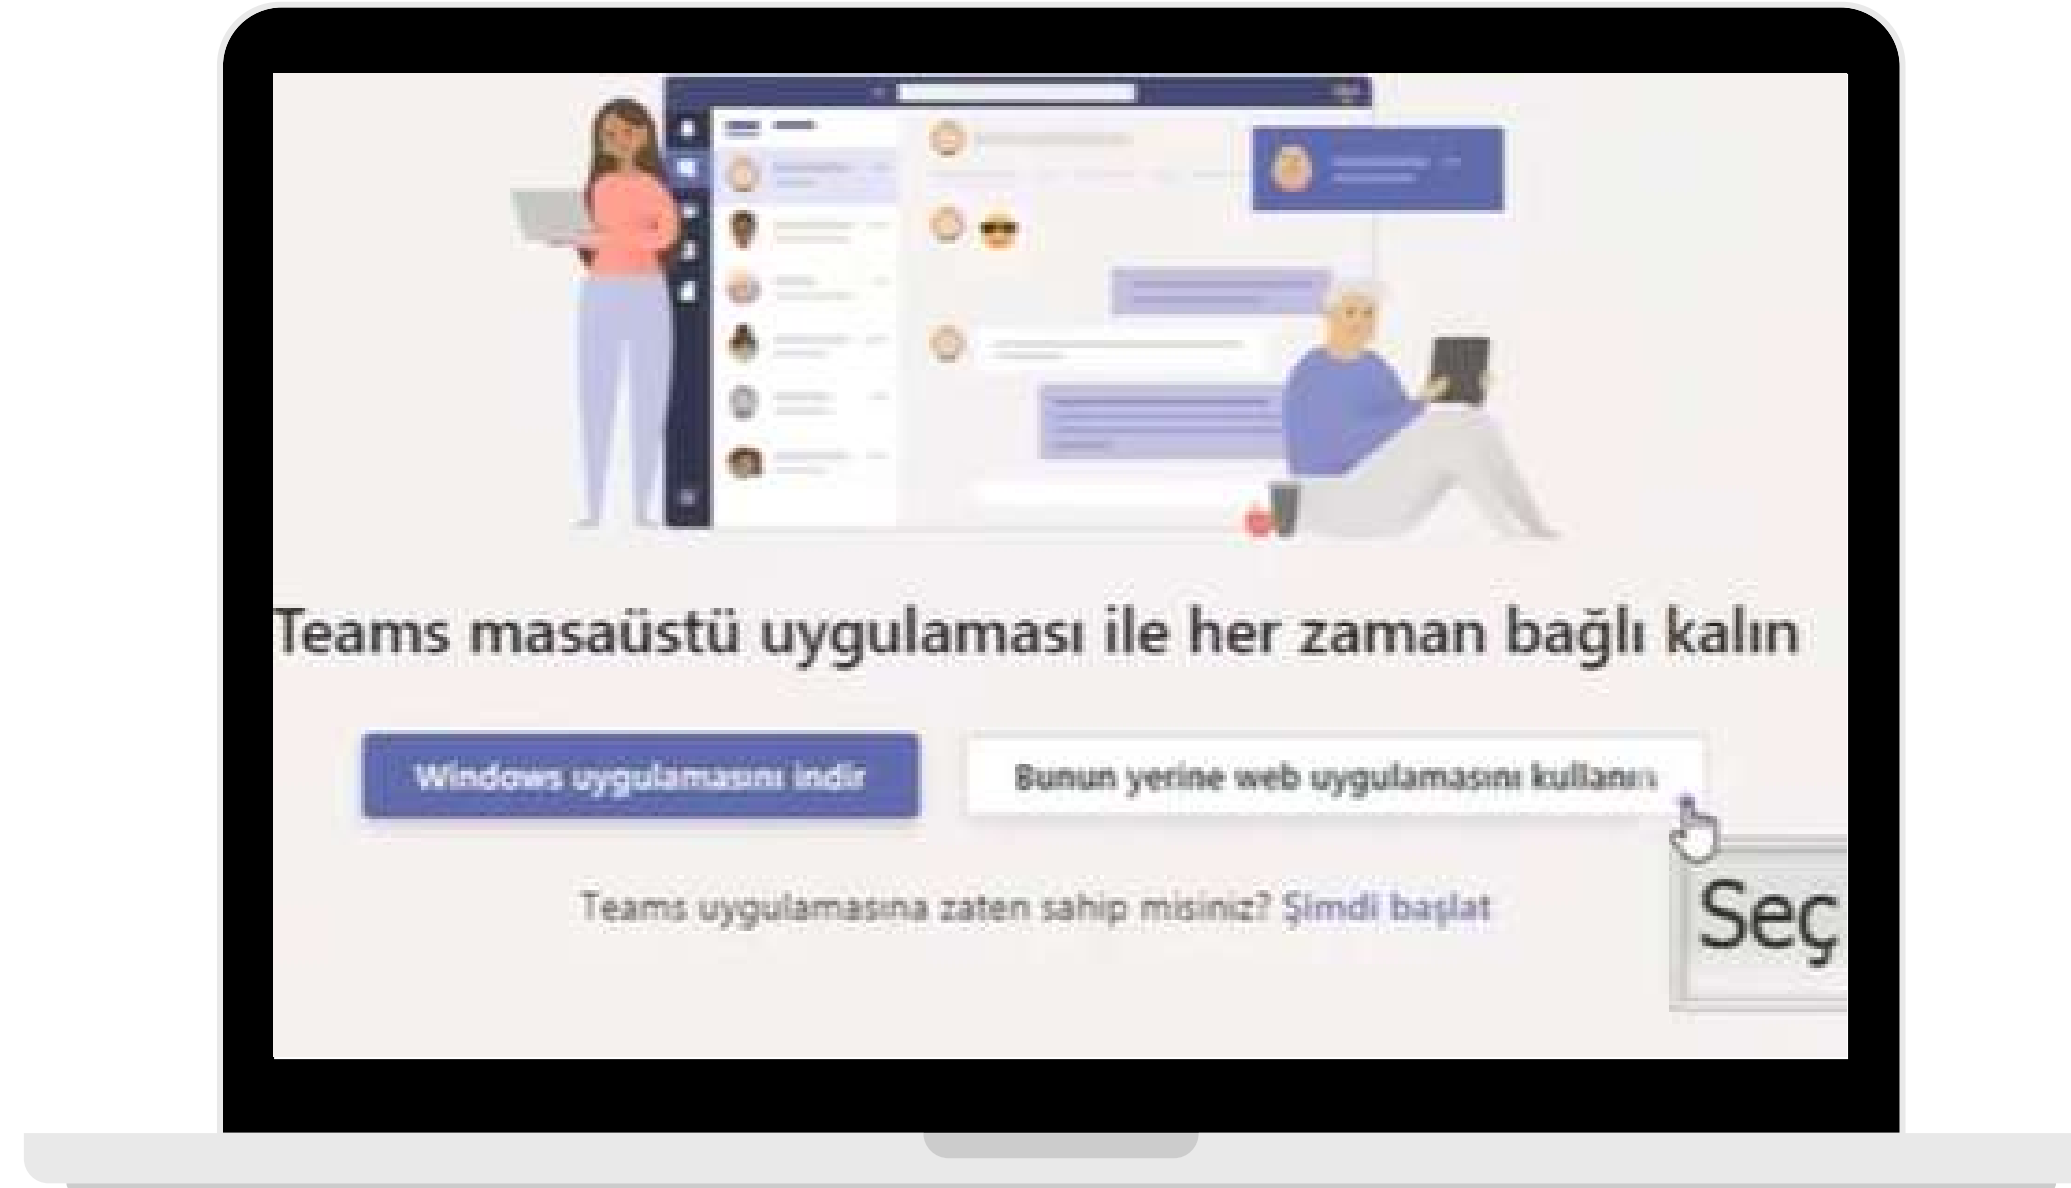 Teams masaüstü uygulaması ile her zaman bağlı kalın
Windows uygulamasını indir
Bunun yerine web uygulamasını kullanın
Teams uygulamasına zaten sahip misiniz? Şimdi başlat
Seç